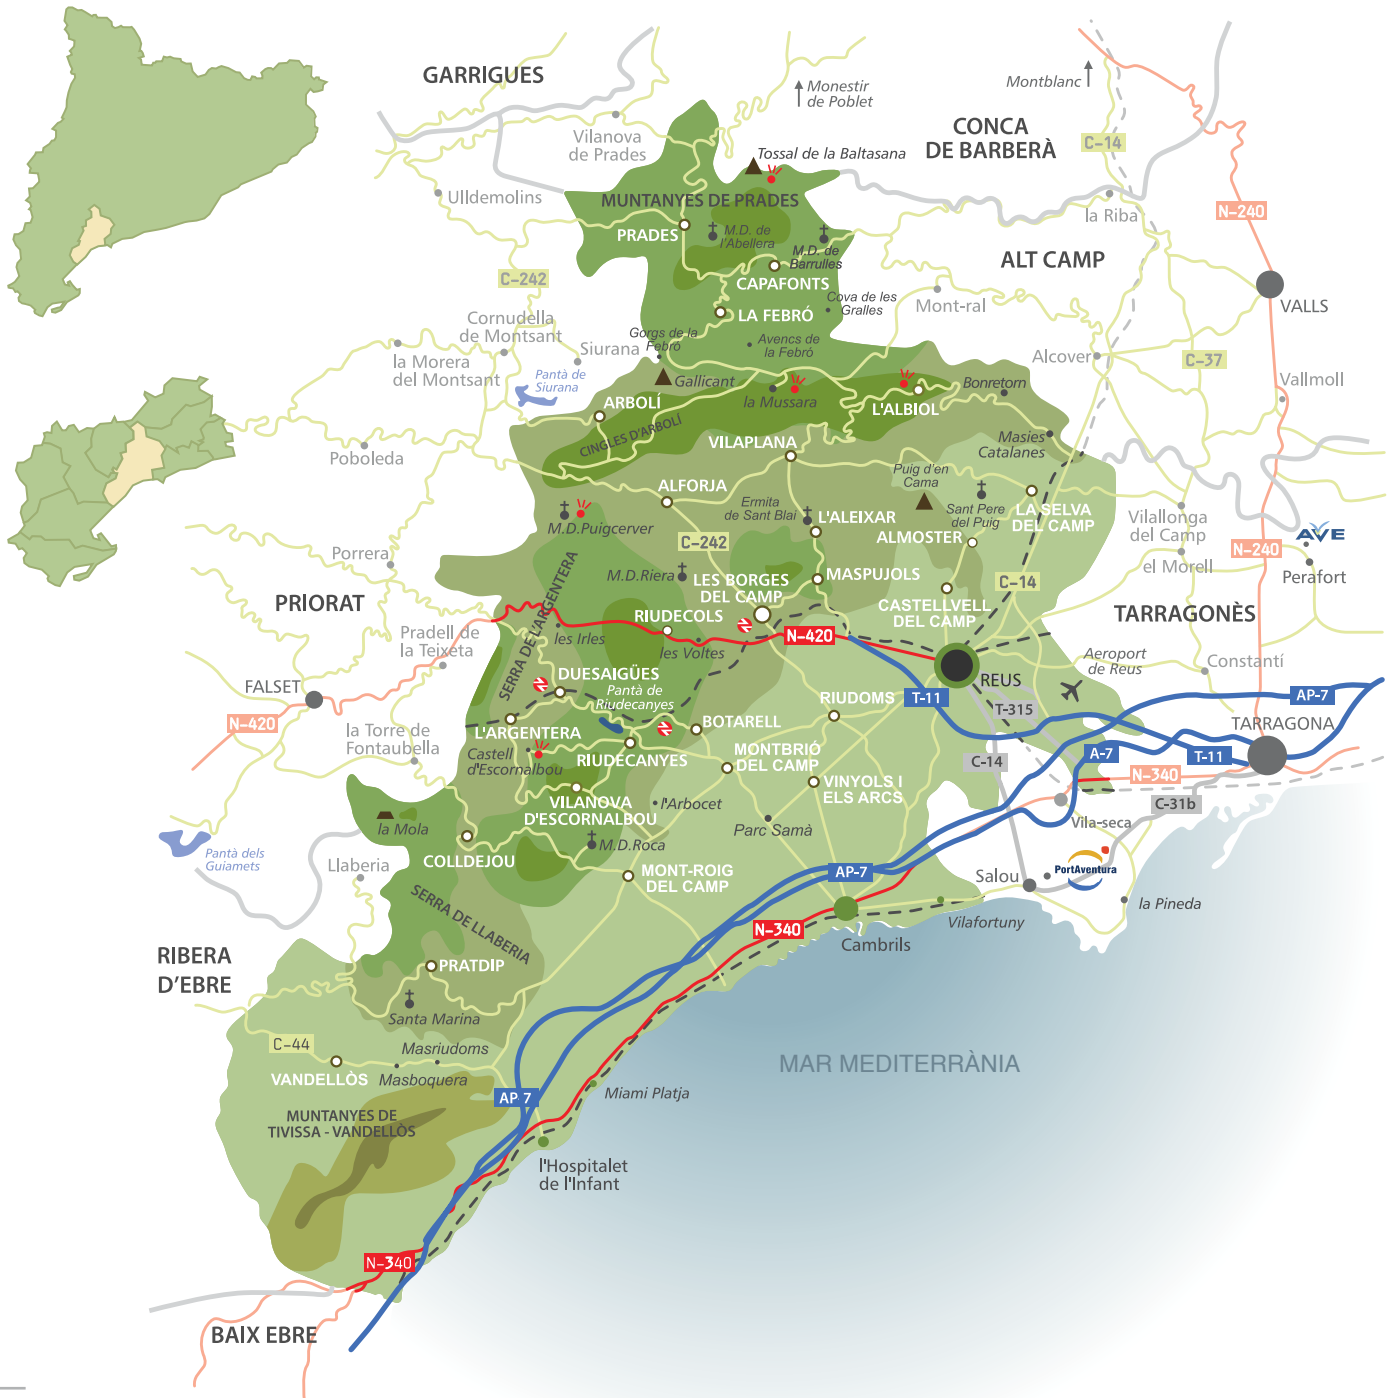 GARRIGUES
Monestir
de Poblet
Montblanc
CONCA
DE BARBERÀ
C-14
Vilanova
de Prades
Tossal de la Baltasana
Ulldemolins
MUNTANYES DE PRADES
la Riba
N-240
PRADES
M.D. de
l'Abellera
M.D. de
Barrulles
ALT CAMP
C-242
CAPAFONTS
Cova de les
Gralles
Mont-ral
VALLS
LA FEBRÓ
Cornudella
de Montsant
Gorgs de la
Febró
Avencs de
la Febró
Siurana
Alcover
C-37
la Morera
del Montsant
Pantà de
Siurana
Gallicant
la Mussara
L'ALBIOL
Bonretorn
Vallmoll
ARBOLÍ
CINGLES D'ARBOLÍ
VILAPLANA
Masies
Catalanes
Poboleda
ALFORJA
Puig d'en
Cama
Ermita
de Sant Blai
Sant Pere
del Puig
LA SELVA
DEL CAMP
M.D.Puigcerver
L'ALEIXAR
ALMOSTER
Vilallonga
del Camp
AVE
C-242
N-240
Porrera
el Morell
Perafort
SERRA DE L'ARGENTERA
M.D.Riera
LES BORGES
DEL CAMP
MASPUJOLS
C-14
PRIORAT
CASTELLVELL
DEL CAMP
TARRAGONÈS
RIUDECOLS
Pradell de
la Teixeta
les Irles
les Voltes
N-420
Aeroport
de Reus
Constantí
FALSET
DUESAIGÜES
Pantà de
Riudecanyes
REUS
T-11
T-315
AP-7
N-420
RIUDOMS
TARRAGONA
la Torre de
Fontaubella
L'ARGENTERA
BOTARELL
Castell
d'Escornalbou
RIUDECANYES
MONTBRIÓ
DEL CAMP
C-14
A-7
T-11
N-340
VINYOLS I
ELS ARCS
VILANOVA
D'ESCORNALBOU
l'Arbocet
C-31b
Parc Samà
Vila-seca
la Mola
M.D.Roca
Pantà dels
Guiamets
Llaberia
COLLDEJOU
MONT-ROIG
DEL CAMP
AP-7
Salou
PortAventura
la Pineda
SERRA DE LLABERIA
N-340
Vilafortuny
Cambrils
RIBERA
D'EBRE
PRATDIP
Santa Marina
C-44
Masriudoms
MAR MEDITERRÀNIA
VANDELLÒS
Masboquera
Miami Platja
AP-7
MUNTANYES DE
TIVISSA - VANDELLÒS
l'Hospitalet
de l'Infant
N-340
BAIX EBRE